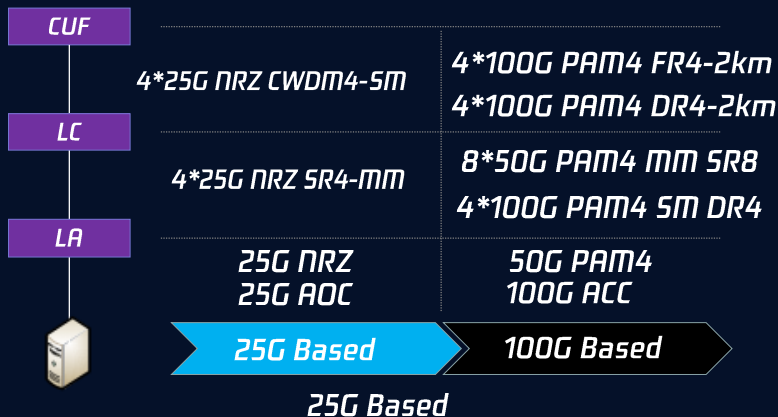 CUF
4*25G NRZ CWDM4-SM
4*100G PAM4 FR4-2km
4*100G PAM4 DR4-2km
LC
4*25G NRZ SR4-MM
8*50G PAM4 MM SR8
4*100G PAM4 SM DR4
LA
25G NRZ
25G AOC
50G PAM4
100G ACC
25G Based
100G Based
25G Based